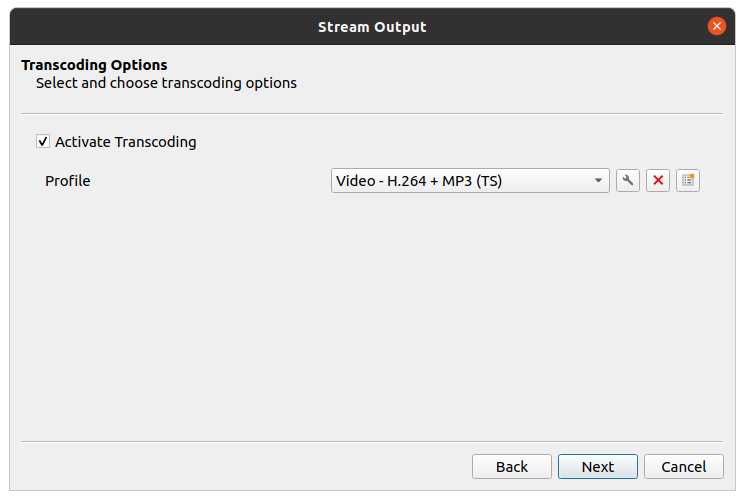 Stream Output
Transcoding Options
Select and choose transcoding options
Activate Transcoding
Profile Video - H.264 + MP3 (TS)
Back Next Cancel